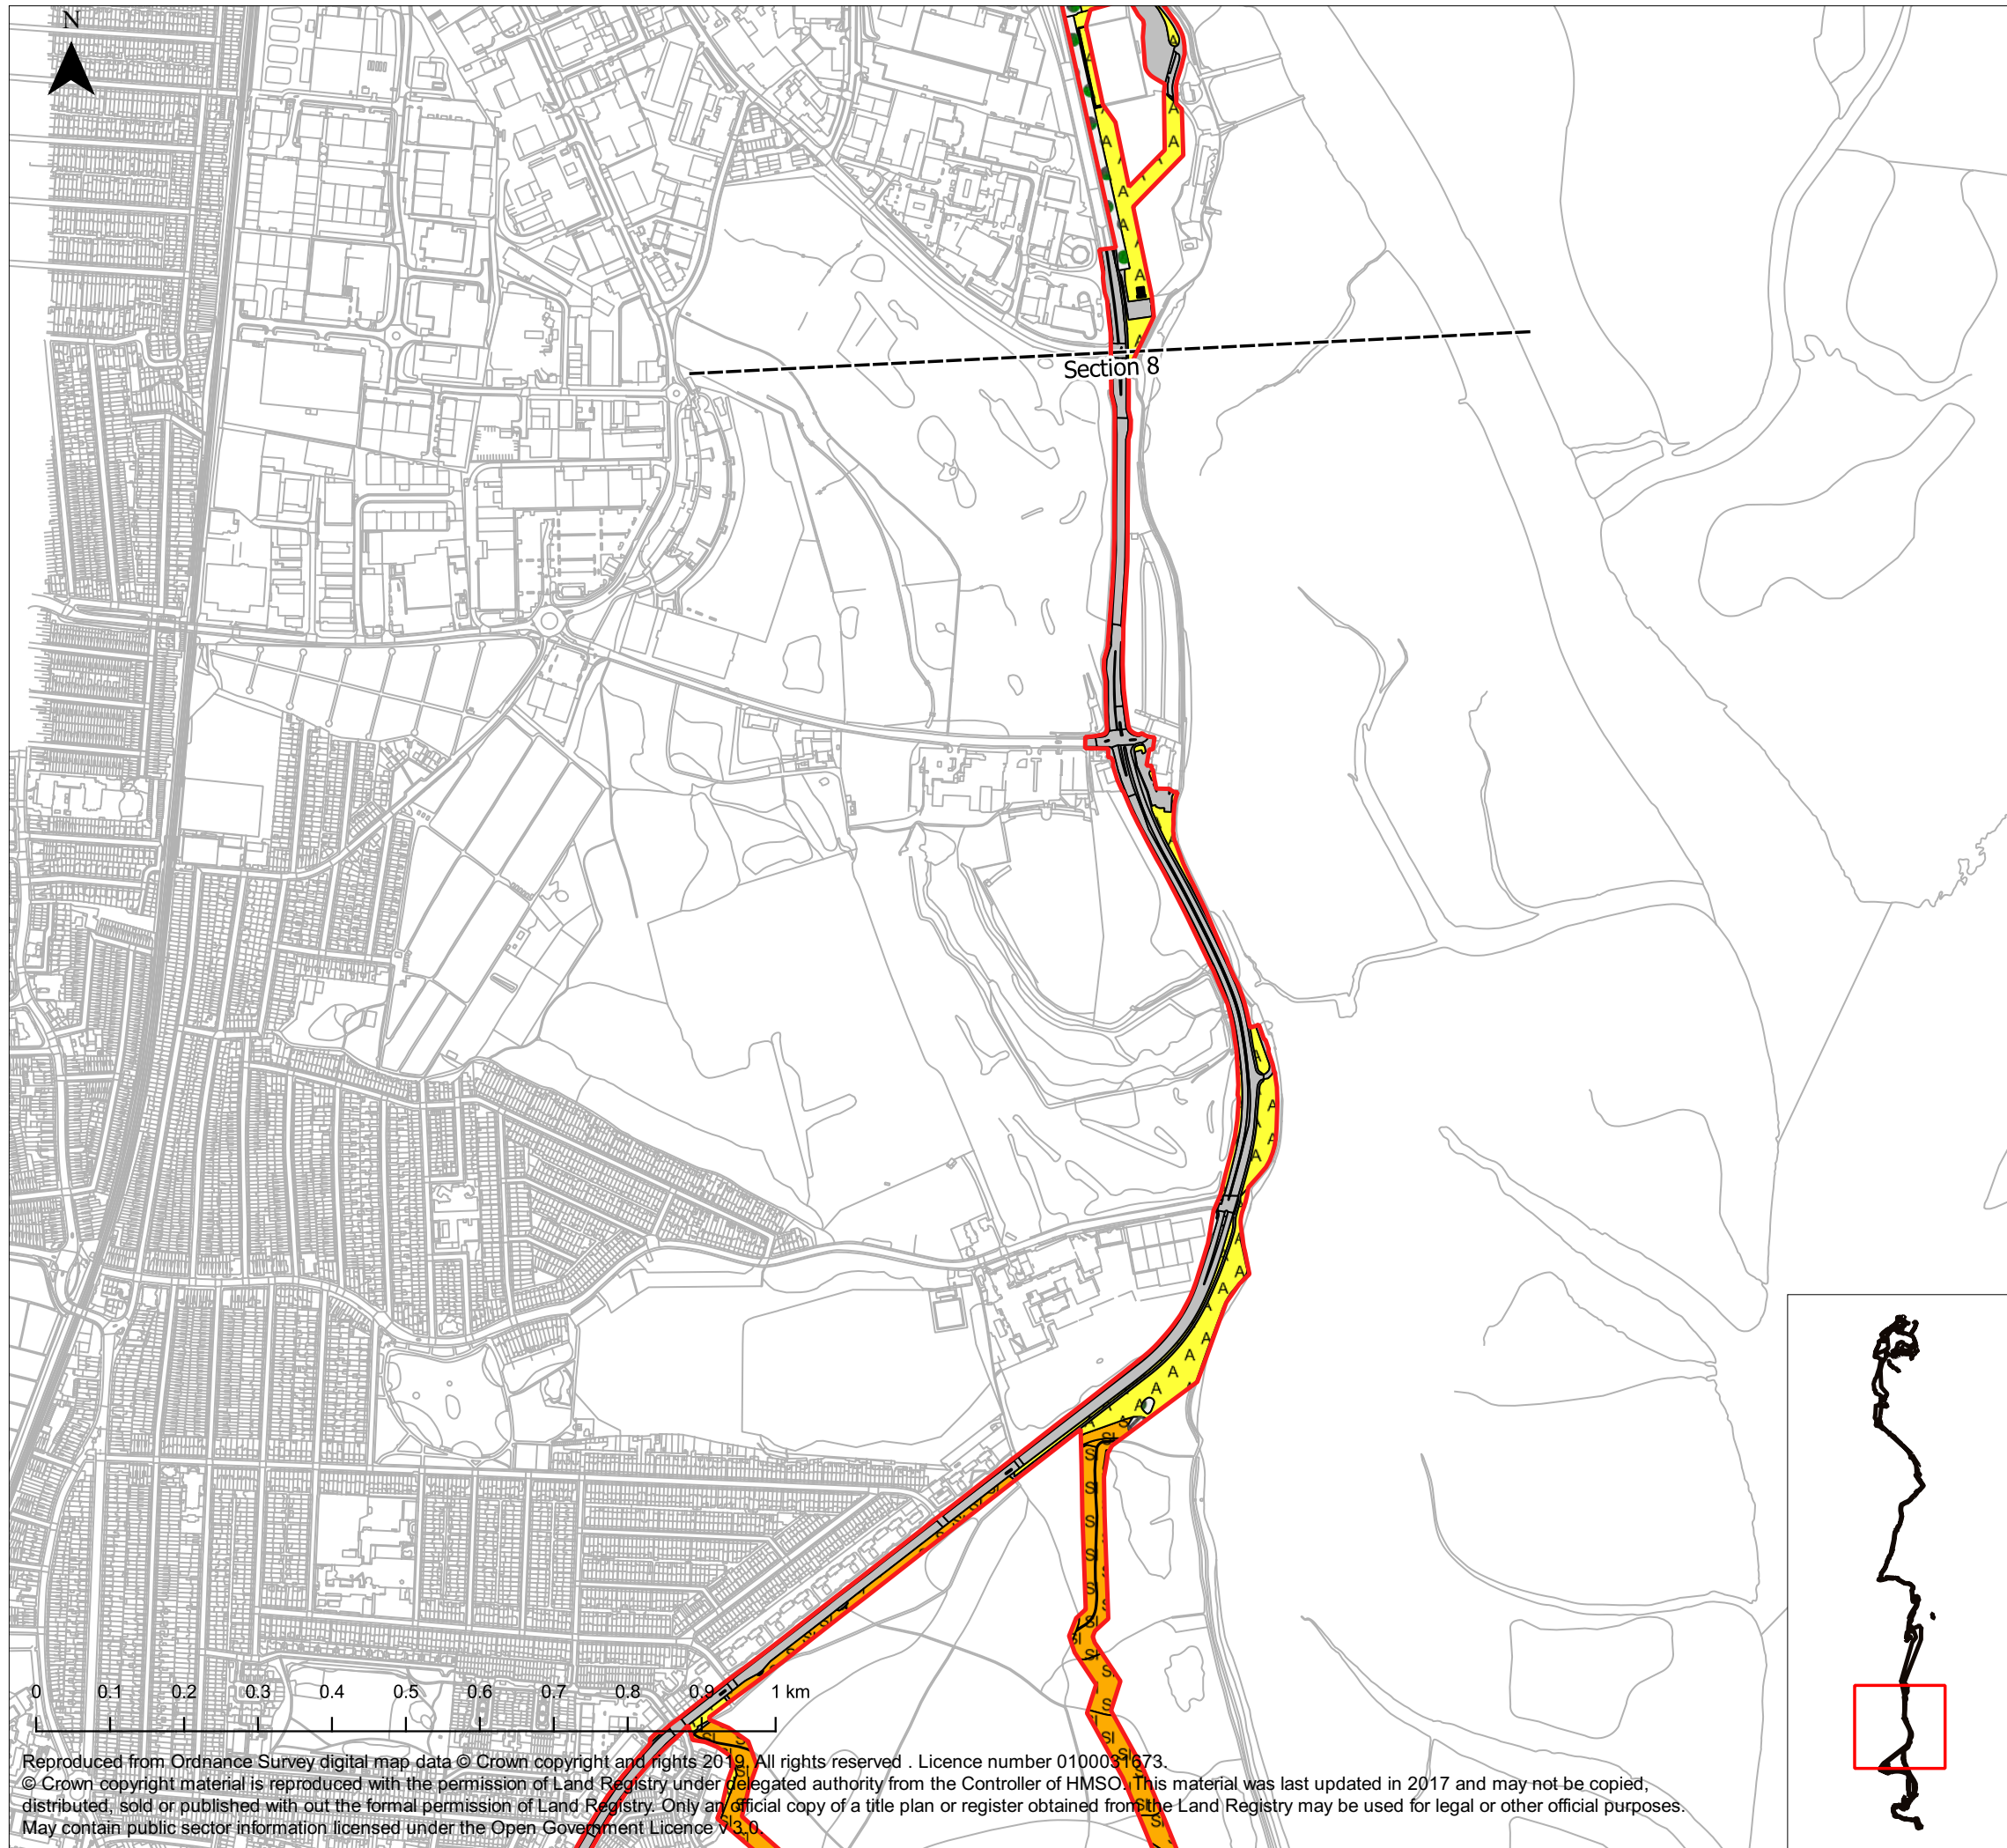 N
Section 8
0 0.1 0.2 0.3 0.4 0.5 0.6 0.7 0.8 0.9 1 km
Reproduced from Ordnance Survey digital map data © Crown copyright and rights 2019. All rights reserved . Licence number 0100031673.
© Crown copyright material is reproduced with the permission of Land Registry under delegated authority from the Controller of HMSO. This material was last updated in 2017 and may not be copied,
distributed, sold or published with out the formal permission of Land Registry. Only an official copy of a title plan or register obtained from the Land Registry may be used for legal or other official purposes.
May contain public sector information licensed under the Open Government Licence v 3.0.